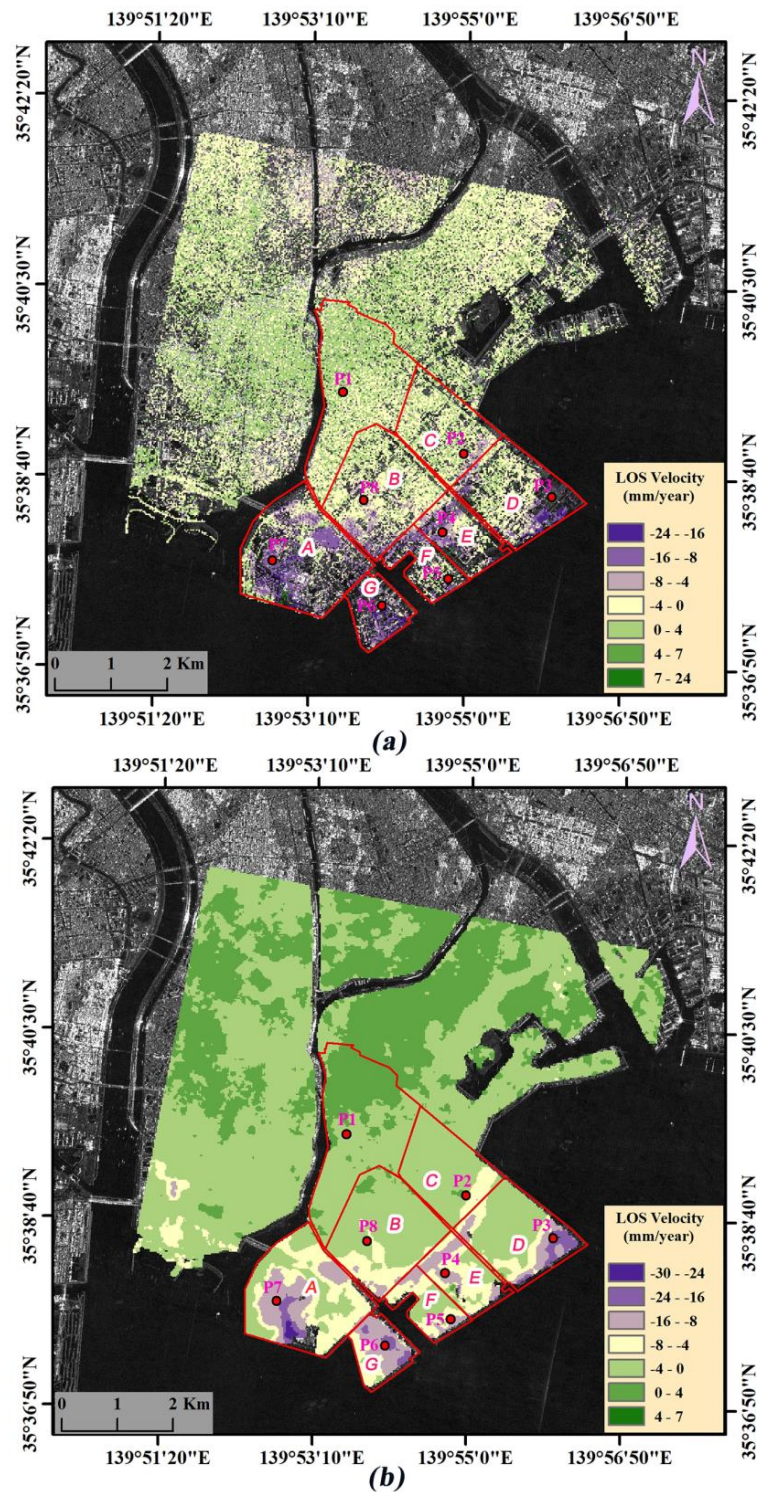 139°51'20"E 139°53'10"E 139°55'0"E 139°56'50"E
35°42'20"N 35°42'20"N
N
35°40'30"N 35°40'30"N
P1
C P2
35°38'40"N 35°38'40"N
B
P8 D P3
P4
A E
P7 F
G P5
P6
LOS Velocity
(mm/year)
-24 - -16
-16 - -8
-8 - -4
-4 - 0
0 - 4
4 - 7
7 - 24
35°36'50"N 35°36'50"N
0 1 2 Km
139°51'20"E 139°53'10"E 139°55'0"E 139°56'50"E
(a)
139°51'20"E 139°53'10"E 139°55'0"E 139°56'50"E
35°42'20"N 35°42'20"N
N
35°40'30"N 35°40'30"N
P1
C P2
35°38'40"N 35°38'40"N
B
P8 D P3
P4
A E
P7 F
P5
P6
G
LOS Velocity
(mm/year)
-30 - -24
-24 - -16
-16 - -8
-8 - -4
-4 - 0
0 - 4
4 - 7
35°36'50"N 35°36'50"N
0 1 2 Km
139°51'20"E 139°53'10"E 139°55'0"E 139°56'50"E
(b)